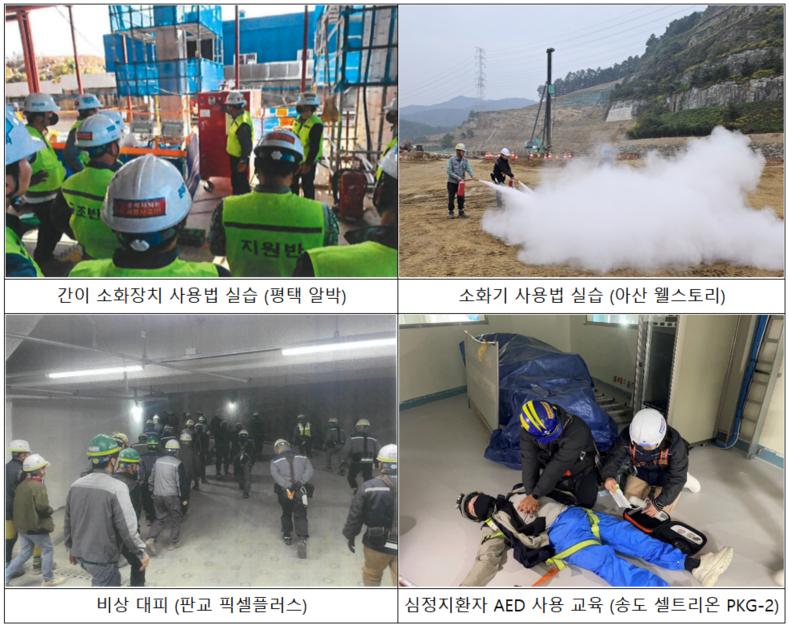 구조반
지원반
간이 소화장치 사용법 실습 (평택 알박)
소화기 사용법 실습 (아산 웰스토리)
비상 대피 (판교 픽셀플러스)
심정지환자 AED 사용 교육 (송도 셀트리온 PKG-2)